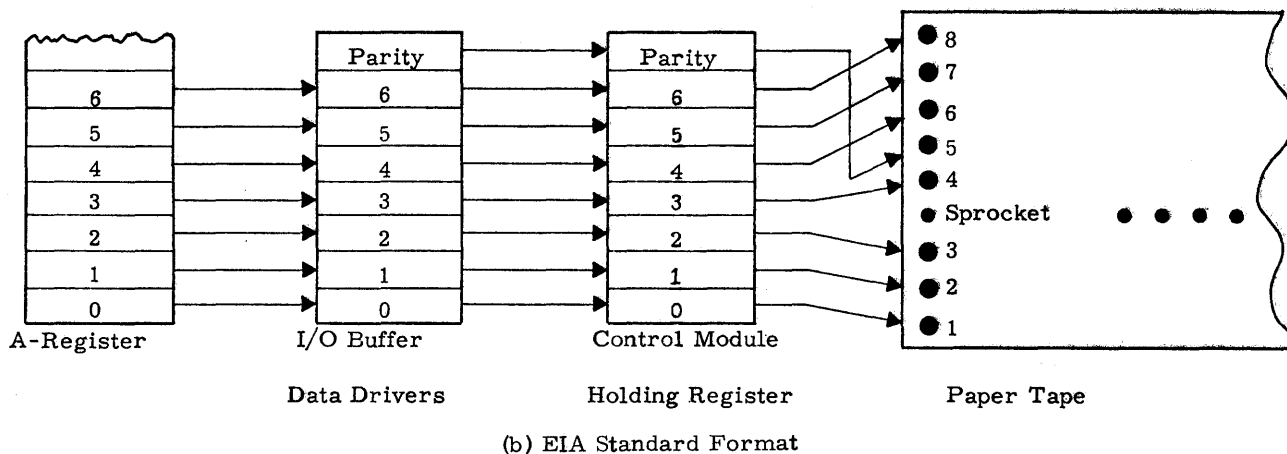 Parity Parity
6 6 6
5 5 5
4 4 4
3 3 3
2 2 2
1 1 1
0 0 0
A-Register I/O Buffer Control Module
8
7
6
5
4
Sprocket
3
2
1
Data Drivers Holding Register Paper Tape
(b) EIA Standard Format